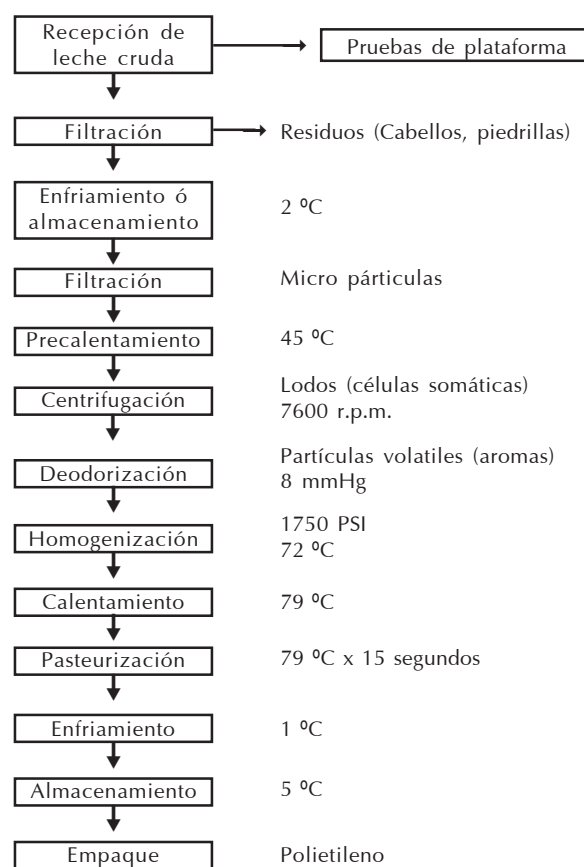 Recepción de
leche cruda
Pruebas de plataforma
Filtración
Residuos (Cabellos, piedrillas)
Enfriamiento ó
almacenamiento
2 ºC
Filtración
Micro párticulas
Precalentamiento
45 ºC
Centrifugación
Lodos (células somáticas)
7600 r.p.m.
Deodorización
Partículas volatiles (aromas)
8 mmHg
Homogenización
1750 PSI
72 ºC
Calentamiento
79 ºC
Pasteurización
79 ºC x 15 segundos
Enfriamiento
1 ºC
Almacenamiento
5 ºC
Empaque
Polietileno